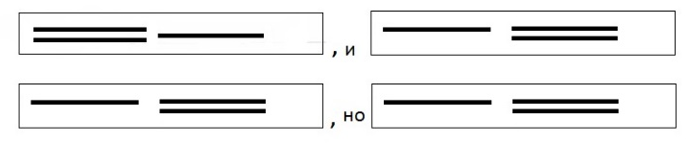 , и
, но